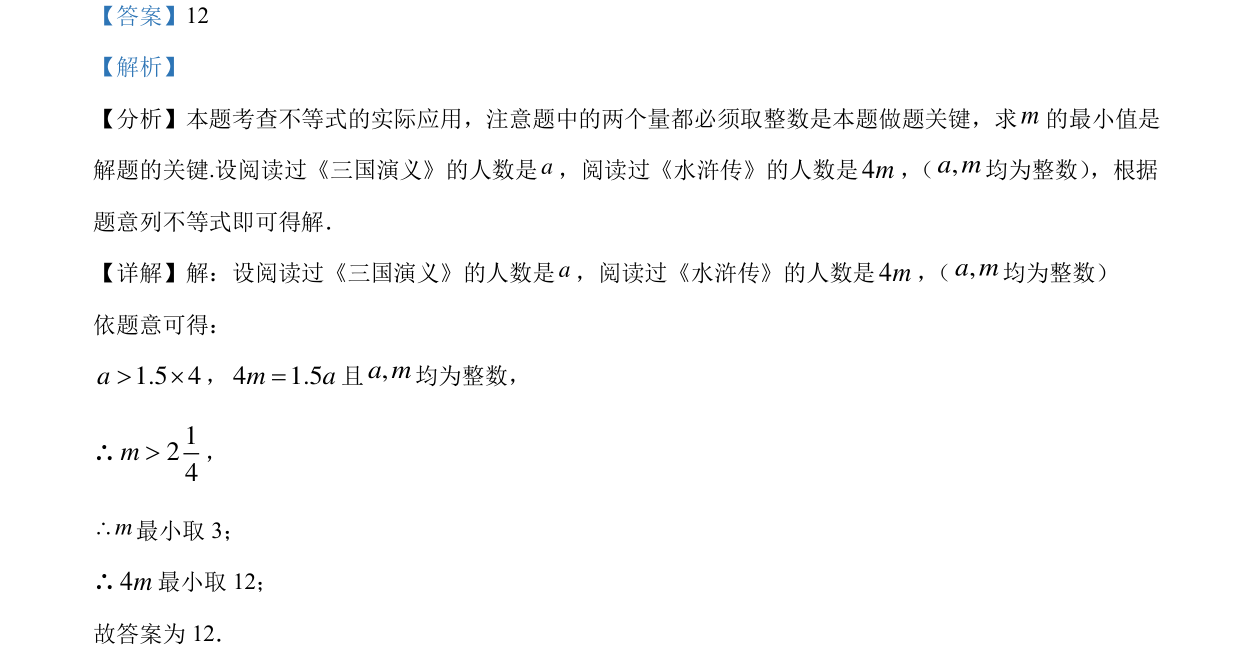 【答案】12
【解析】
【分析】本题考查不等式的实际应用，注意题中的两个量都必须取整数是本题做题关键，求m的最小值是
解题的关键.设阅读过《三国演义》的人数是a，阅读过《水浒传》的人数是4m，（a,m均为整数），根据
题意列不等式即可得解．
【详解】解：设阅读过《三国演义》的人数是a，阅读过《水浒传》的人数是4m，（a,m均为整数）
依题意可得：
a>1.5×4，4m=1.5a且a,m均为整数，
∴m>2\frac{1}{4}，
∴m最小取3；
∴4m最小取12；
故答案为12．